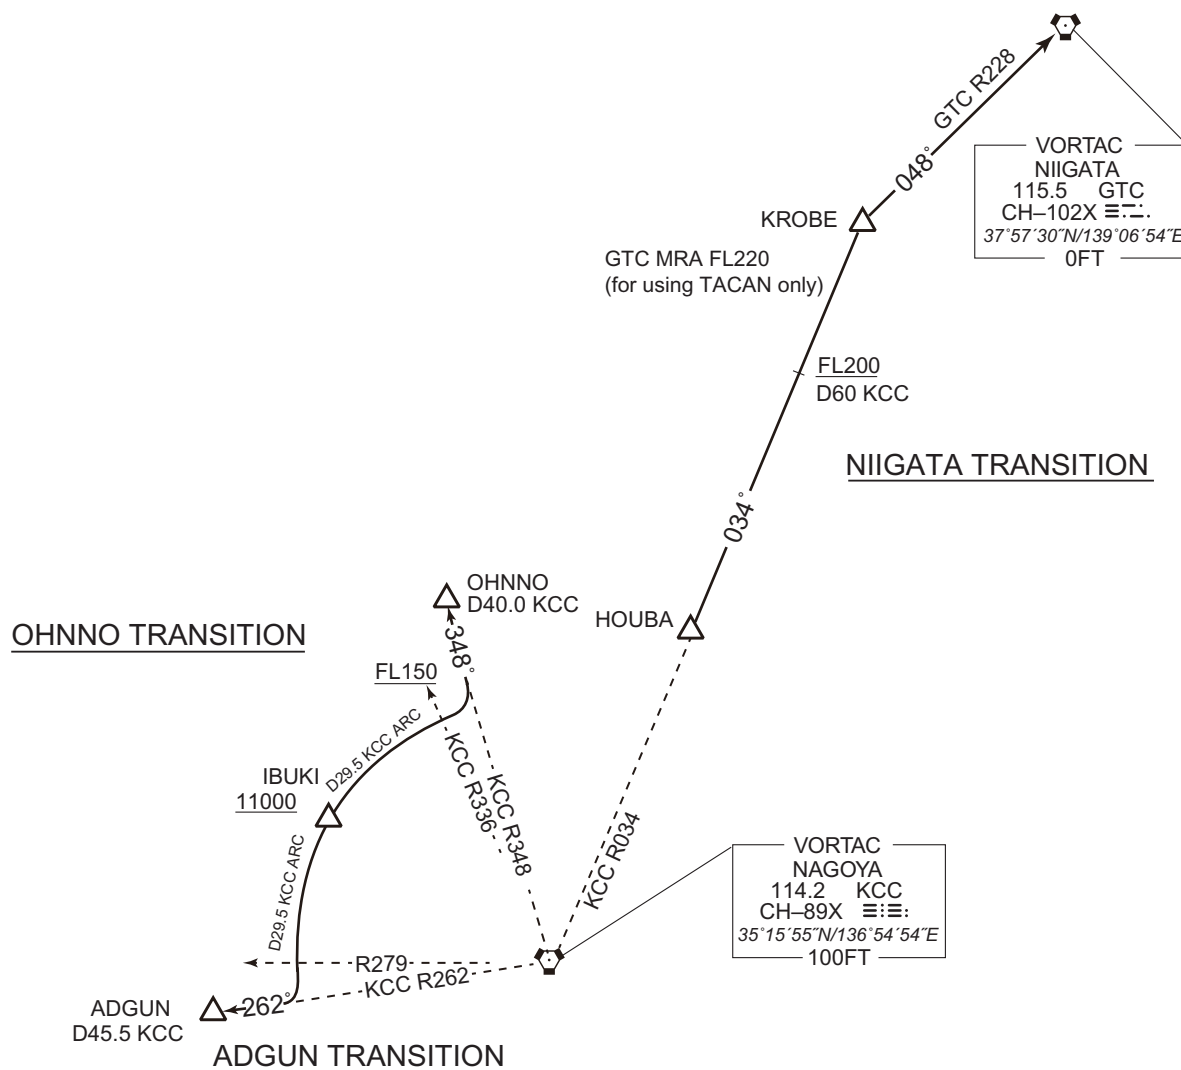 GTC R228
048°
VORTAC
NIIGATA
115.5 GTC
CH–102X
37°57´30˝N/139°06´54˝E
0FT
KROBE
GTC MRA FL220
(for using TACAN only)
FL200
D60 KCC
NIIGATA TRANSITION
034°
OHNNO
D40.0 KCC
HOUBA
OHNNO TRANSITION
348°
FL150
D29.5 KCC ARC
KCC R336
KCC R348
IBUKI
11000
KCC R034
D29.5 KCC ARC
VORTAC
NAGOYA
114.2 KCC
CH–89X
35°15´55˝N/136°54´54˝E
100FT
R279
KCC R262
262°
ADGUN
D45.5 KCC
ADGUN TRANSITION